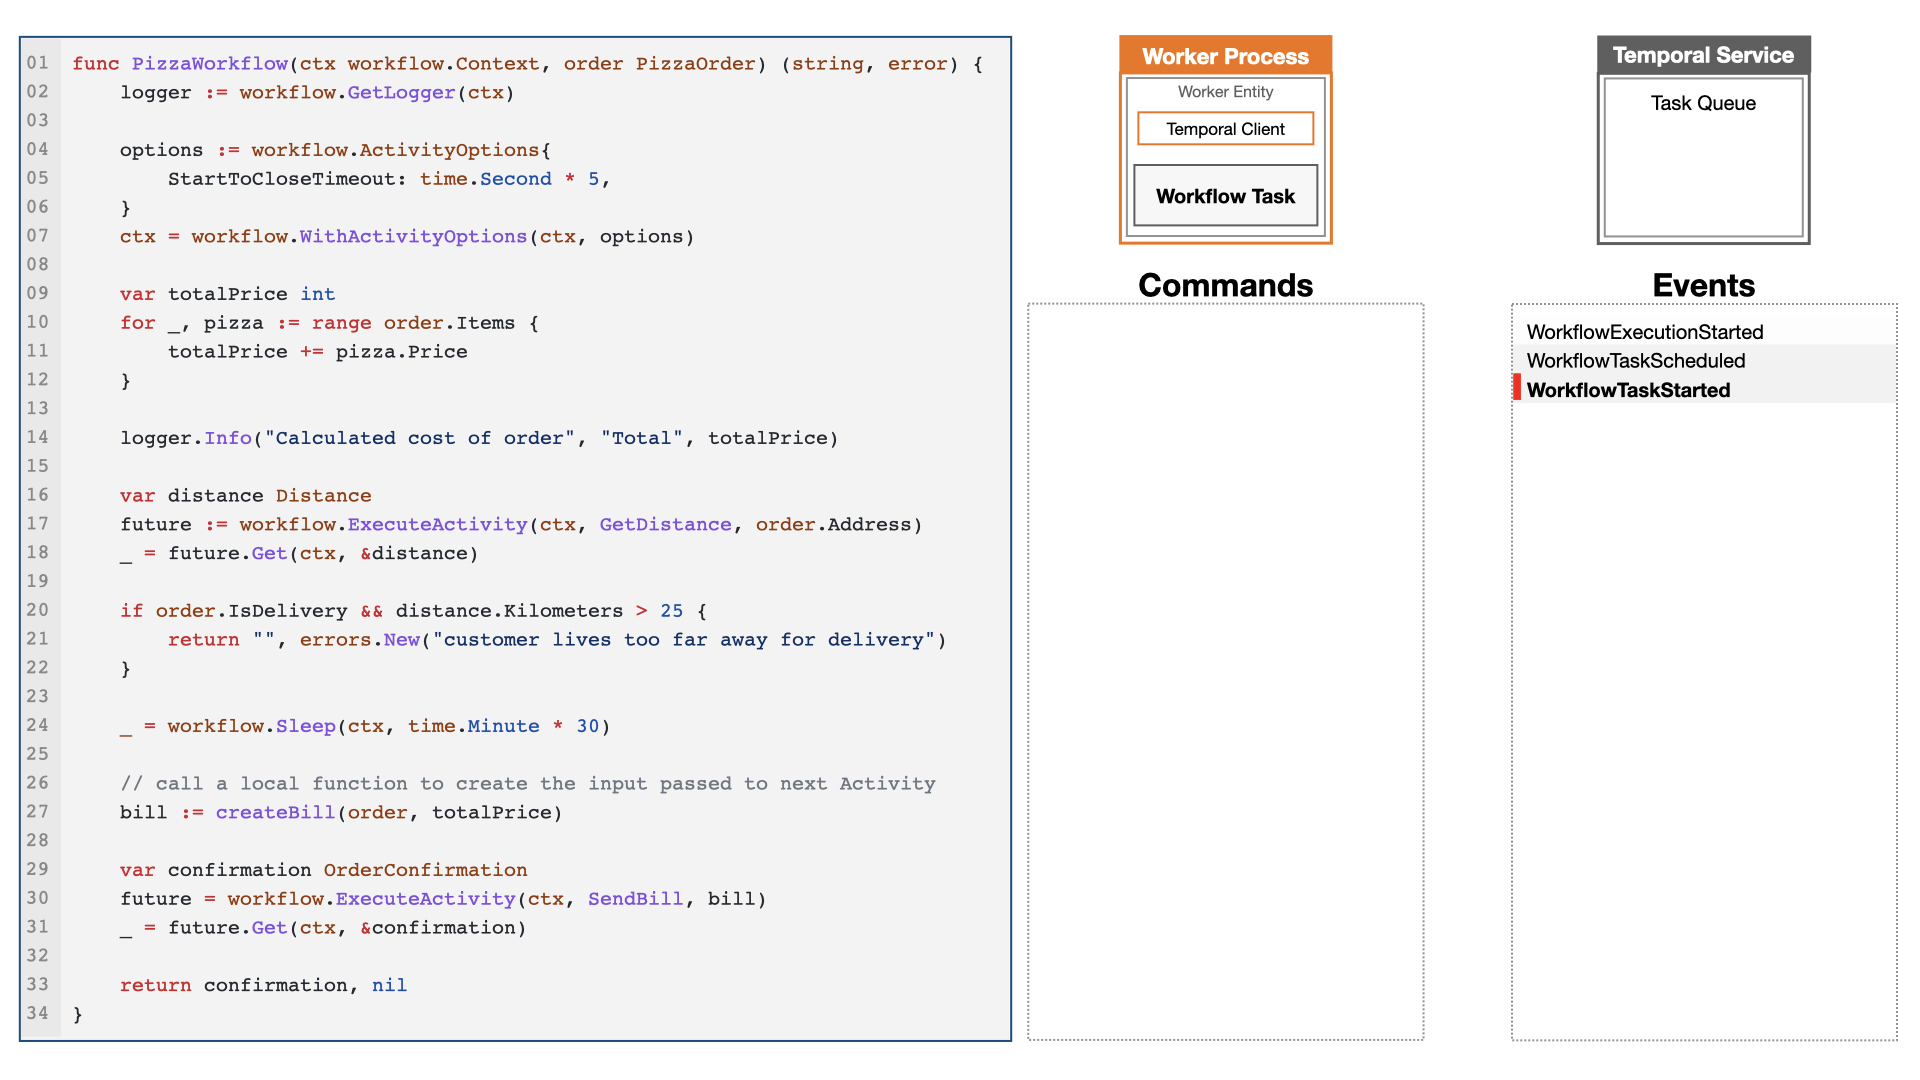 01 func PizzaWorkflow(ctx workflow.Context, order PizzaOrder) (string, error) {
02     logger := workflow.GetLogger(ctx)
03
04     options := workflow.ActivityOptions{
05         StartToCloseTimeout: time.Second * 5,
06     }
07     ctx = workflow.WithActivityOptions(ctx, options)
08
09     var totalPrice int
10     for _, pizza := range order.Items {
11         totalPrice += pizza.Price
12     }
13
14     logger.Info("Calculated cost of order", "Total", totalPrice)
15
16     var distance Distance
17     future := workflow.ExecuteActivity(ctx, GetDistance, order.Address)
18     _ = future.Get(ctx, &distance)
19
20     if order.IsDelivery && distance.Kilometers > 25 {
21         return "", errors.New("customer lives too far away for delivery")
22     }
23
24     _ = workflow.Sleep(ctx, time.Minute * 30)
25
26     // call a local function to create the input passed to next Activity
27     bill := createBill(order, totalPrice)
28
29     var confirmation OrderConfirmation
30     future = workflow.ExecuteActivity(ctx, SendBill, bill)
31     _ = future.Get(ctx, &confirmation)
32
33     return confirmation, nil
34 }
Worker Process
Worker Entity
Temporal Client
Workflow Task
Commands
Temporal Service
Task Queue
Events
WorkflowExecutionStarted
WorkflowTaskScheduled
WorkflowTaskStarted